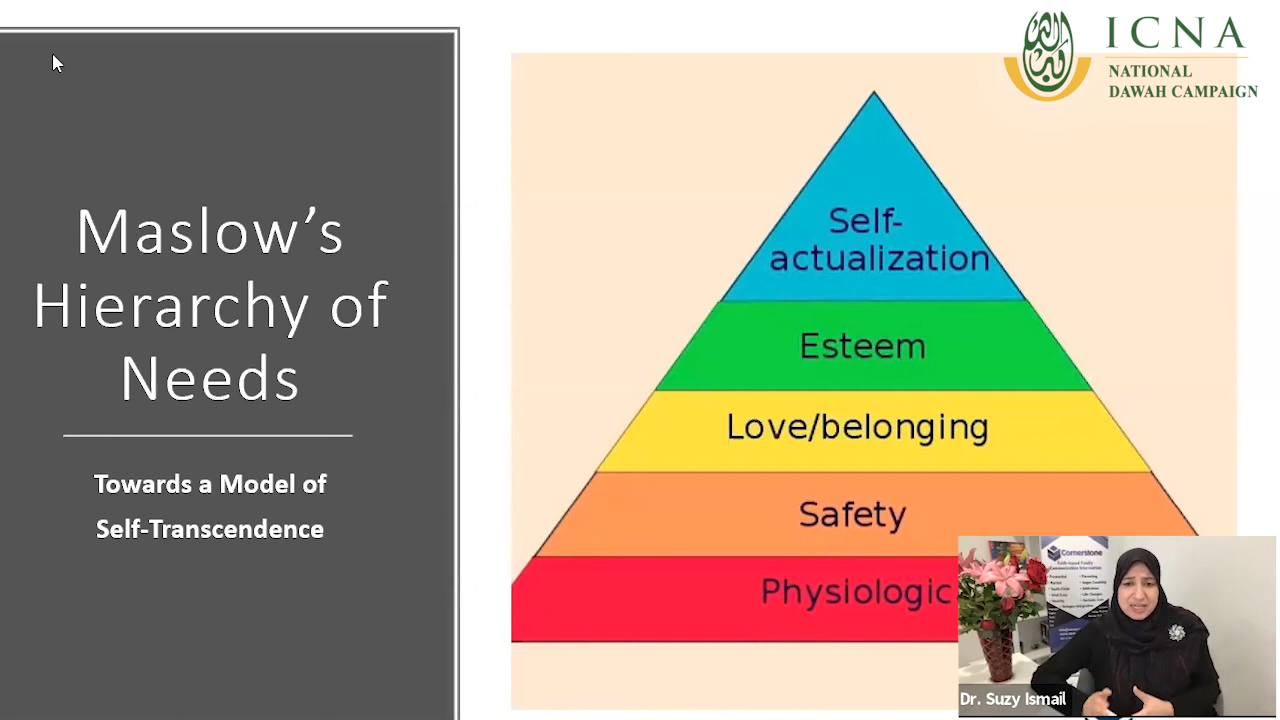 Maslow’s
Hierarchy of
Needs
Towards a Model of
Self-Transcendence
ICNA
NATIONAL
DAWAH CAMPAIGN
Self-
actualization
Esteem
Love/belonging
Safety
Physiologic
Cornerstone
Dr. Suzy Ismail